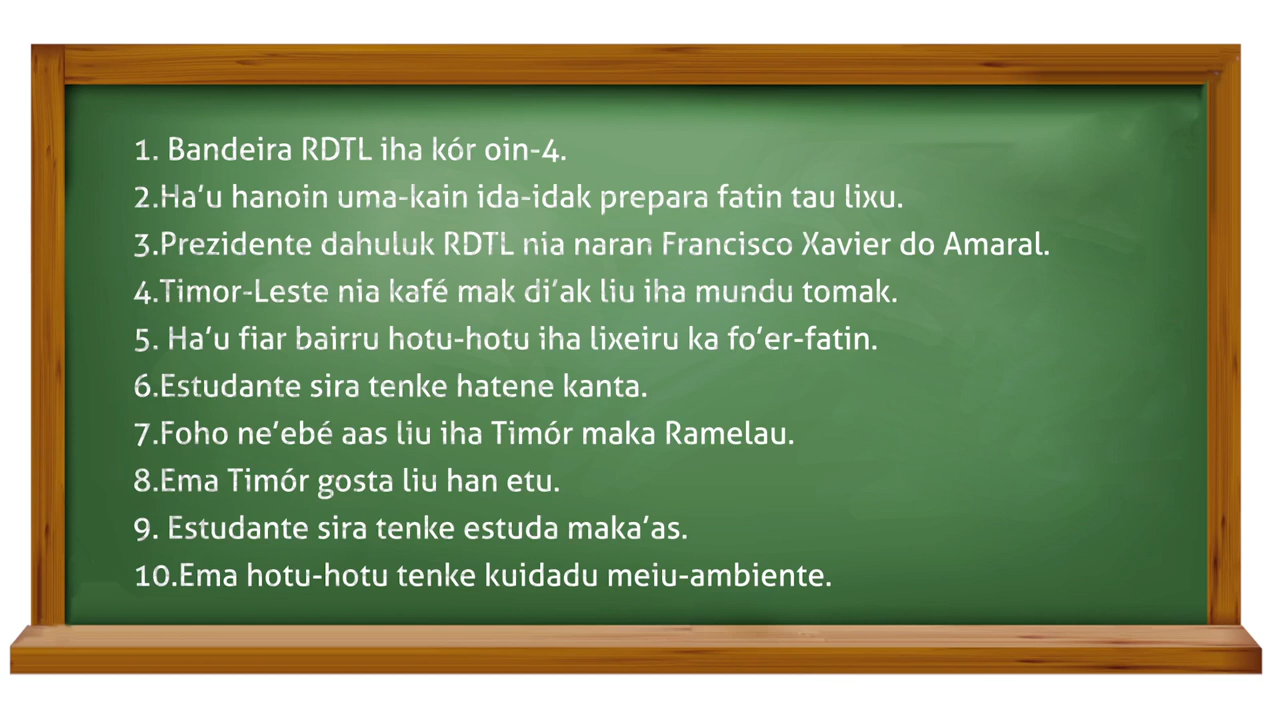 1. Bandeira RDTL iha kór oin-4.
2.Ha’u hanoin uma-kain ida-idak prepara fatin tau lixu.
3.Prezidente dahuluk RDTL nia naran Francisco Xavier do Amaral.
4.Timor-Leste nia kafé mak di’ak liu iha mundu tomak.
5. Ha’u fiar bairru hotu-hotu iha lixeiru ka fo’er-fatin.
6.Estudante sira tenke hatene kanta.
7.Foho ne’ebé aas liu iha Timór maka Ramelau.
8.Ema Timór gosta liu han etu.
9. Estudante sira tenke estuda maka’as.
10.Ema hotu-hotu tenke kuidadu meiu-ambiente.